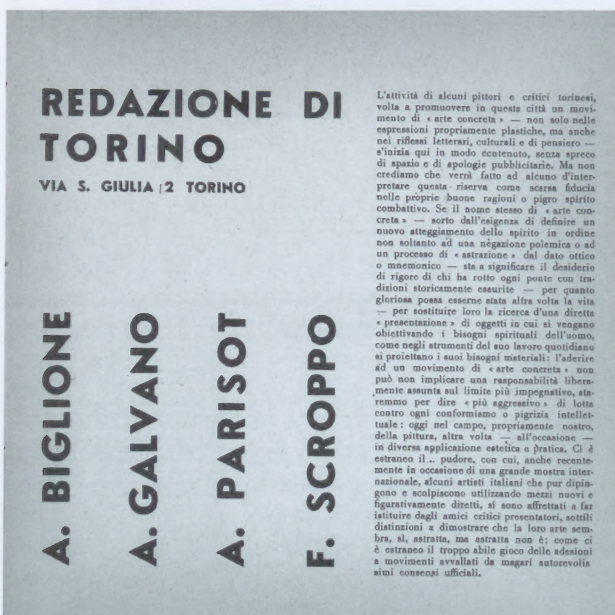 REDAZIONE DI
TORINO
VIA S. GIULIA 2 TORINO
A. BIGLIONE
A. GALVANO
A. PARISOT
F. SCROPPO
L'attività di alcuni pittori e critici torinesi,
volta a promuovere in questa città un movi-
mento di « arte concreta » — non solo nelle
espressioni propriamente plastiche, ma anche
nei riflessi letterari, culturali e di pensiero —
s'inizia qui in modo contenuto, senza spreco
di spazio e di apologie pubblicitarie. Ma non
crediamo che verrà fatto ad alcuno d'inter-
pretare questa riserva come scarsa fiducia
nelle pròprie buone ragioni o pigro spirito
combattivo. Se il nome stesso di « arte con-
creta » — sorto dall'esigenza di definire un
nuovo atteggiamento dello spirito in ordine
non soltanto ad una nègazione polemica o ad
un processo di « astrazione » dal dato ottico
o mnemonico — sta a significare il desiderio
di rigore di chi ha rotto ogni ponte con tra-
dizioni storicamente esaurite — per quanto
gloriosa possa esserne stata altra volta la vita
— per sostituire loro la ricerca d'una diretta
« presentazione » di oggetti in cui si vengano
obiettivando i bisogni spirituali dell'uomo,
come negli strumenti del suo lavoro quotidiano
si proiettano i suoi bisogni materiali: l'aderire
ad un movimento di « arte concreta » non
può non implicare una responsabilità libera-
mente assunta sul limite più impegnativo, sta-
remmo per dire « più aggressivo » di lotta
contro ogni conformismo o pigrizia intellet-
tuale: oggi nel campo, propriamente nostro,
della pittura, altra volta — all'occasione —
in diversa applicazione estetica e pratica. Ci è
estraneo il... pudore, con cui, anche recente-
mente in occasione di una grande mostra inter-
nazionale, alcuni artisti italiani che pur dipin-
gono e scolpiscono utilizzando mezzi nuovi e
figurativamente diretti, si sono affrettati a far
istituire dagli amici critici presentatori, sottili
distinzioni a dimostrare che la loro arte sem-
bra, sì, astratta, ma astratta non è; come ci
è estraneo il troppo abile gioco delle adesioni
a movimenti avvallati da magari autorevolis
simi consensi ufficiali.